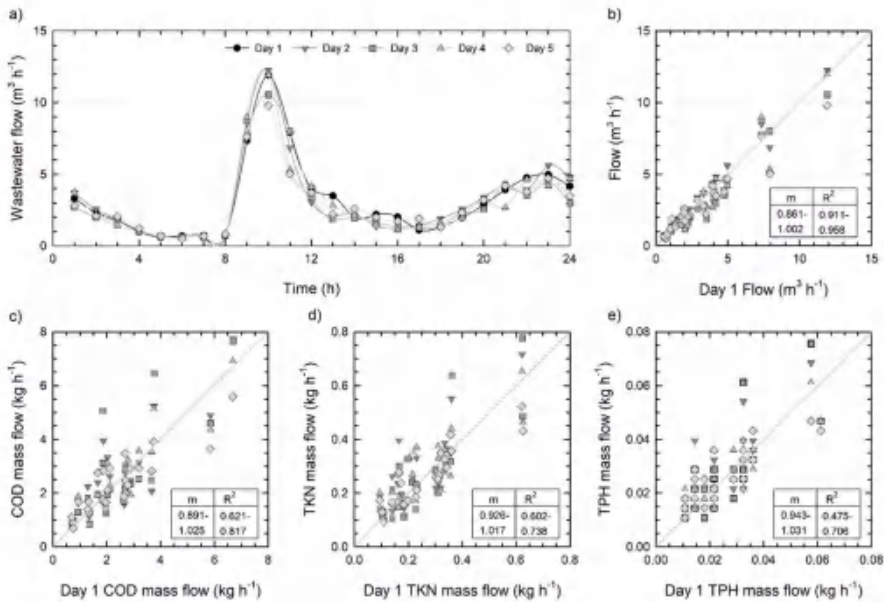 a)
15
10
5
0
Wastewater flow (m³ h⁻¹)
Day 1 Day 2 Day 3 Day 4 Day 5
0 4 8 12 16 20 24
Time (h)
b)
15
10
5
0
Flow (m³ h⁻¹)
m R²
0.861- 0.911-
1.002 0.958
0 5 10 15
Day 1 Flow (m³ h⁻¹)
c)
8
6
4
2
0
COD mass flow (kg h⁻¹)
m R²
0.891- 0.621-
1.025 0.817
0 2 4 6 8
Day 1 COD mass flow (kg h⁻¹)
d)
0.8
0.6
0.4
0.2
0.0
TKN mass flow (kg h⁻¹)
m R²
0.926- 0.602-
1.017 0.738
0.0 0.2 0.4 0.6 0.8
Day 1 TKN mass flow (kg h⁻¹)
e)
0.08
0.06
0.04
0.02
0.00
TPH mass flow (kg h⁻¹)
m R²
0.943- 0.475-
1.031 0.706
0.00 0.02 0.04 0.06 0.08
Day 1 TPH mass flow (kg h⁻¹)